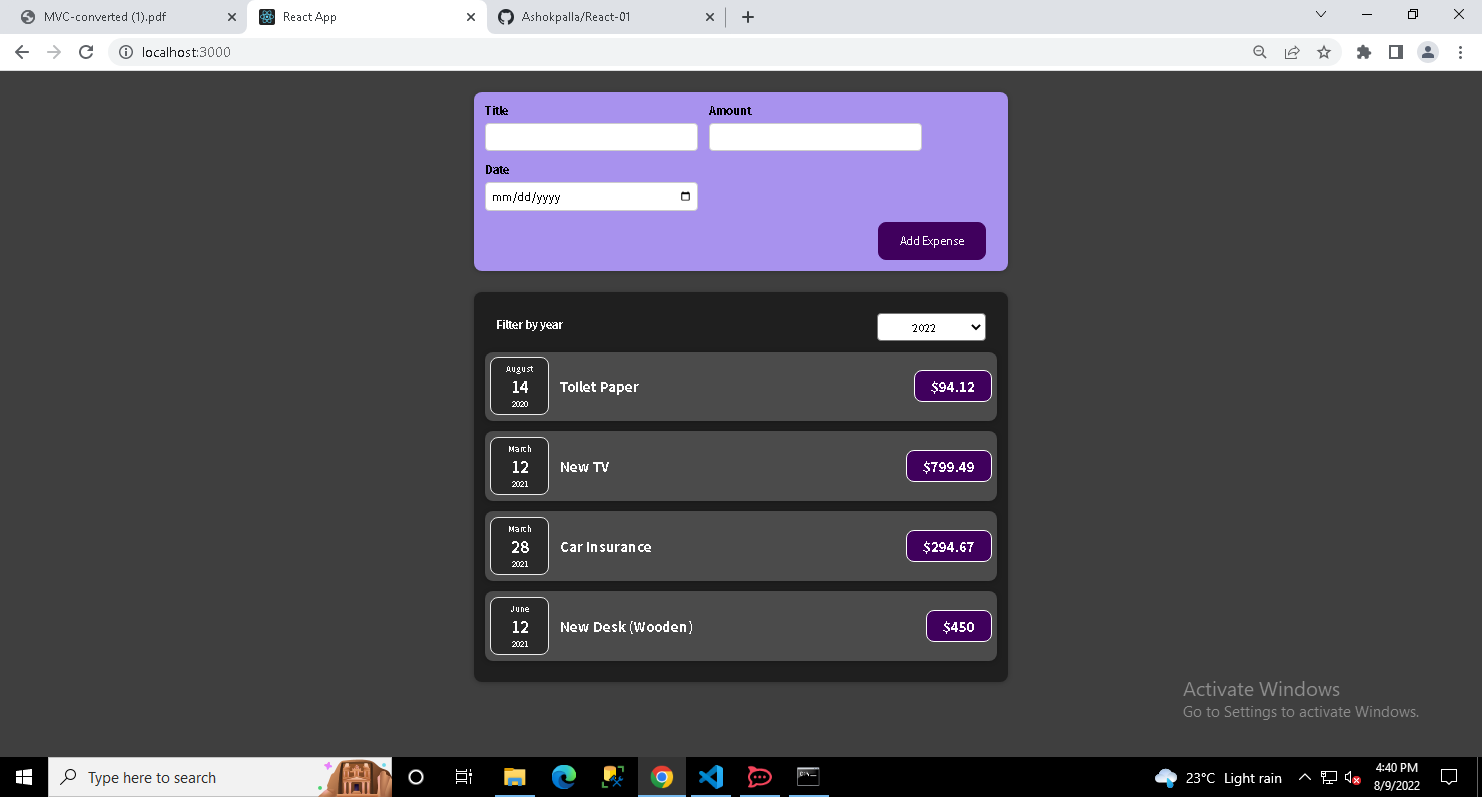 MVC-converted (1).pdf
React App
Ashokpalla/React-01
localhost:3000
Title
Amount
Date
mm/dd/yyyy
Add Expense
Filter by year
2022
August
14
2020
Toilet Paper
$94.12
March
12
2021
New TV
$799.49
March
28
2021
Car Insurance
$294.67
June
12
2021
New Desk (Wooden)
$450
Activate Windows
Go to Settings to activate Windows.
Type here to search
23°C Light rain
4:40 PM
8/9/2022